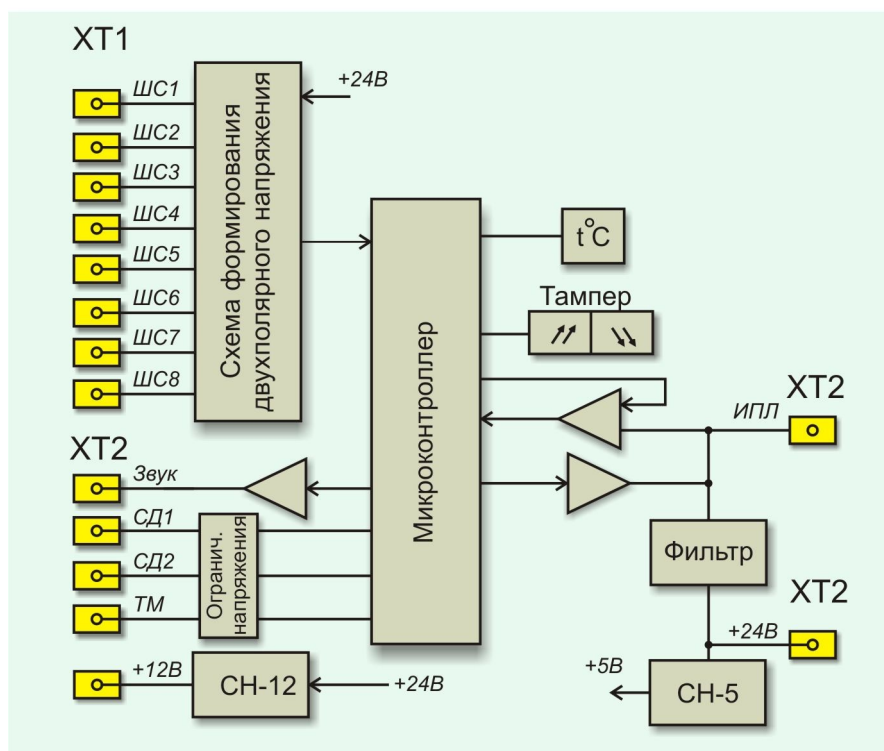 XT1
ШС1
ШС2
ШС3
ШС4
ШС5
ШС6
ШС7
ШС8
Схема формирования
двухполярного напряжения
+24В
Микроконтроллер
t°C
Тампер
XT2
ИПЛ
XT2
Звук
СД1
СД2
ТМ
Огранич.
напряжения
Фильтр
XT2
+24В
+12В
СН-12
+24В
+5В
СН-5